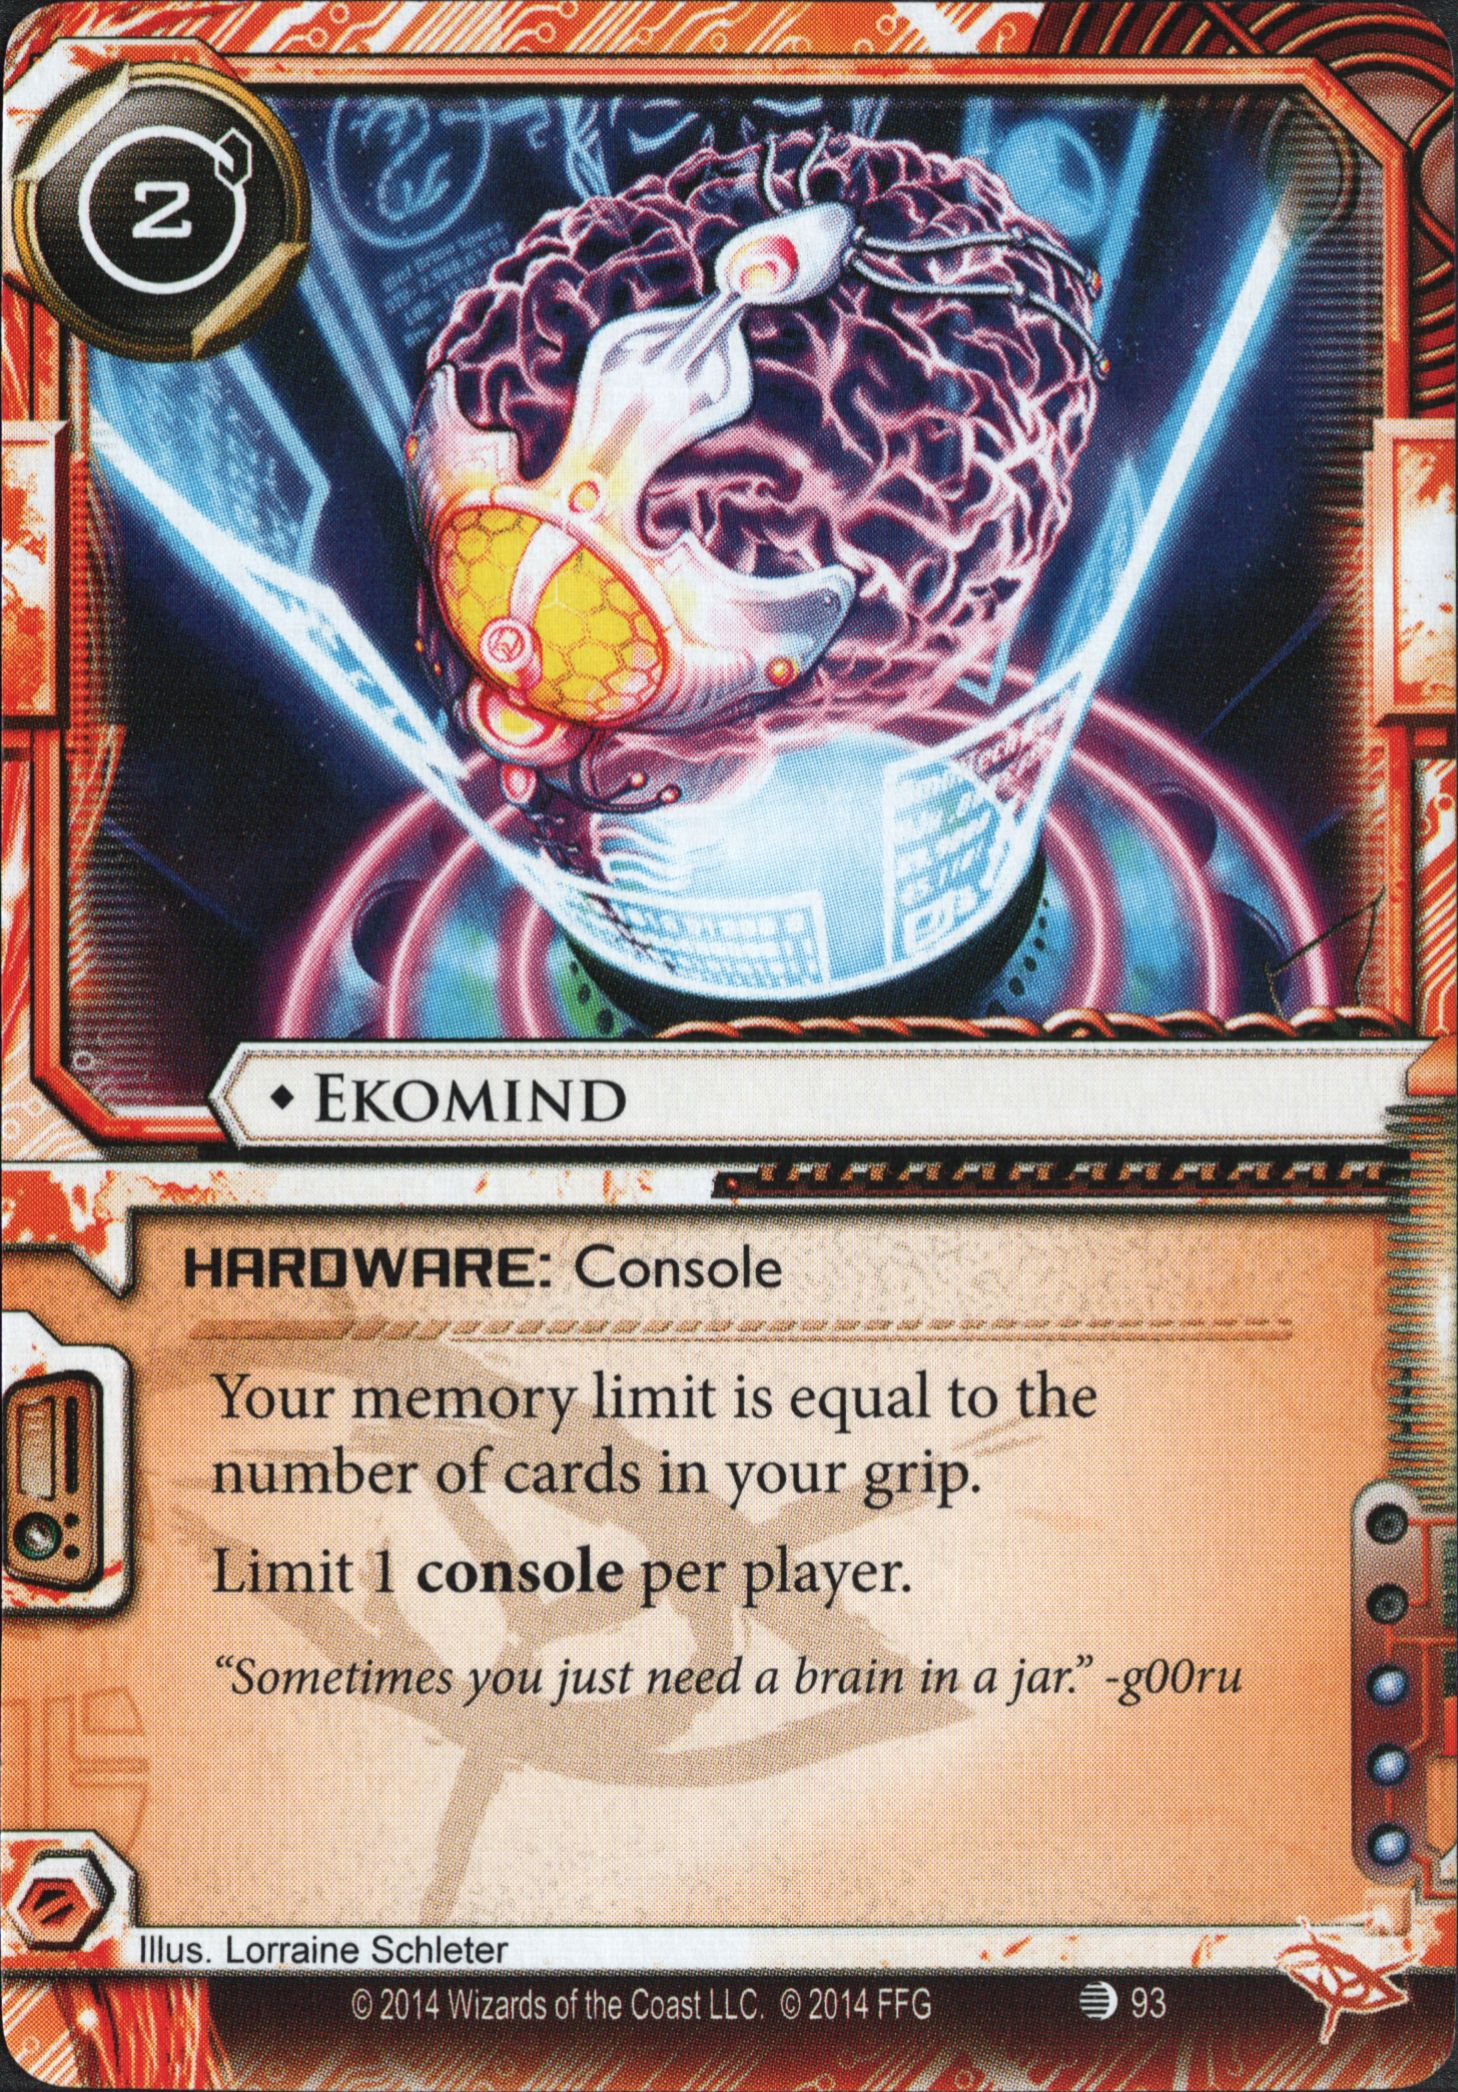 2
♦ EKOMIND
HARDWARE: Console
Your memory limit is equal to the
number of cards in your grip.
Limit 1 console per player.
“Sometimes you just need a brain in a jar.” -g00ru
Illus. Lorraine Schleter
© 2014 Wizards of the Coast LLC. © 2014 FFG
93